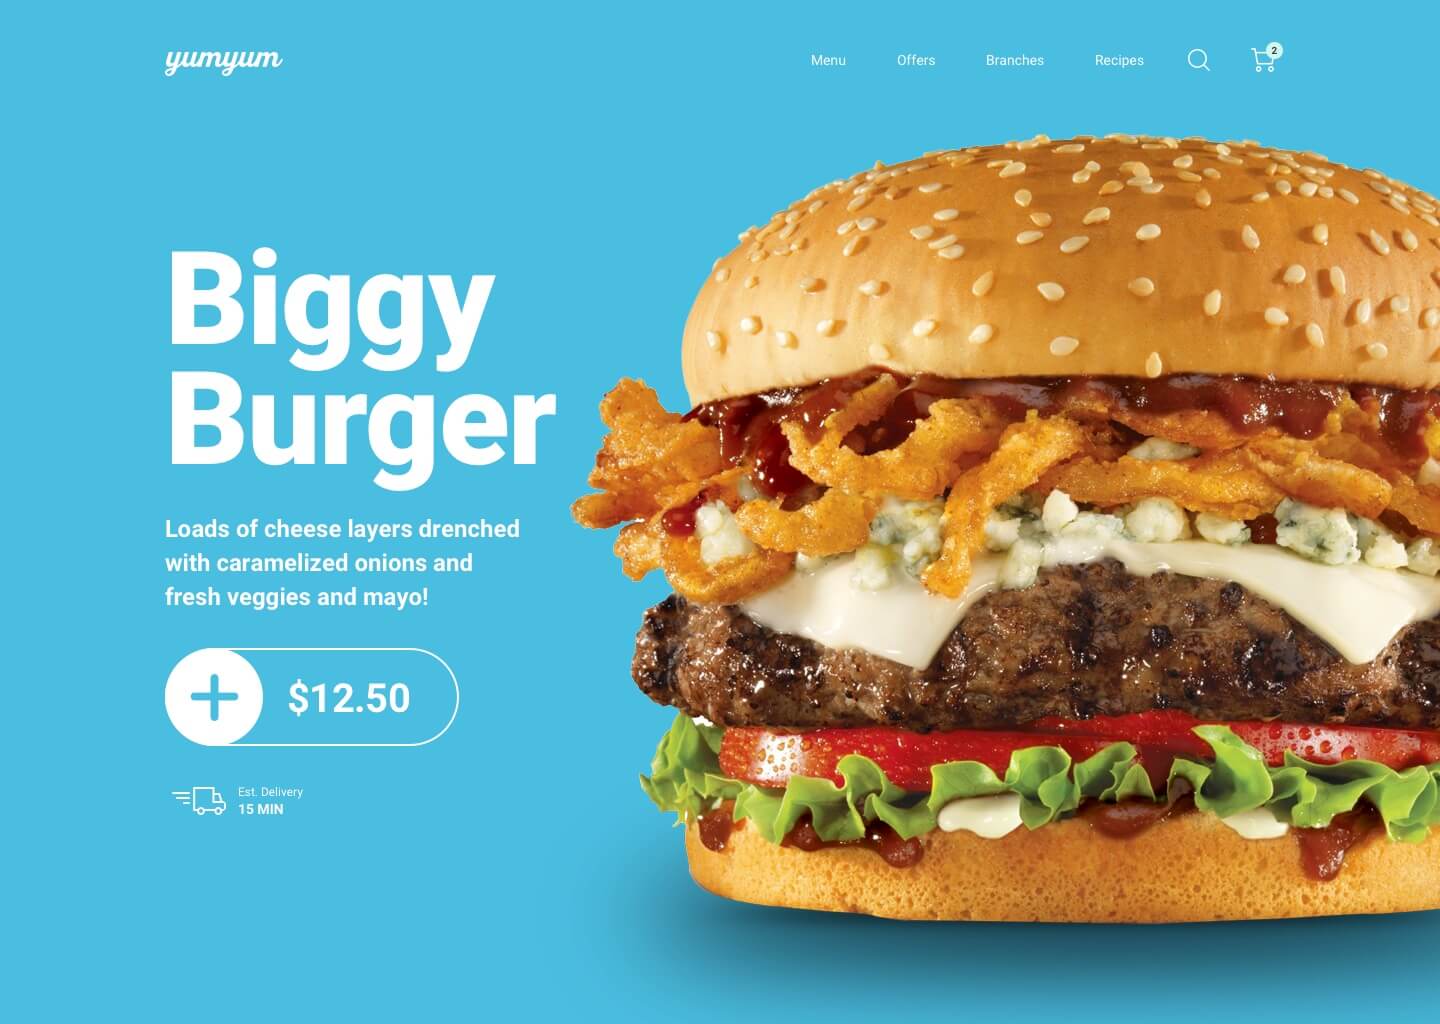 yumyum
Menu
Offers
Branches
Recipes
2
Biggy
Burger
Loads of cheese layers drenched
with caramelized onions and
fresh veggies and mayo!
$12.50
Est. Delivery
15 MIN